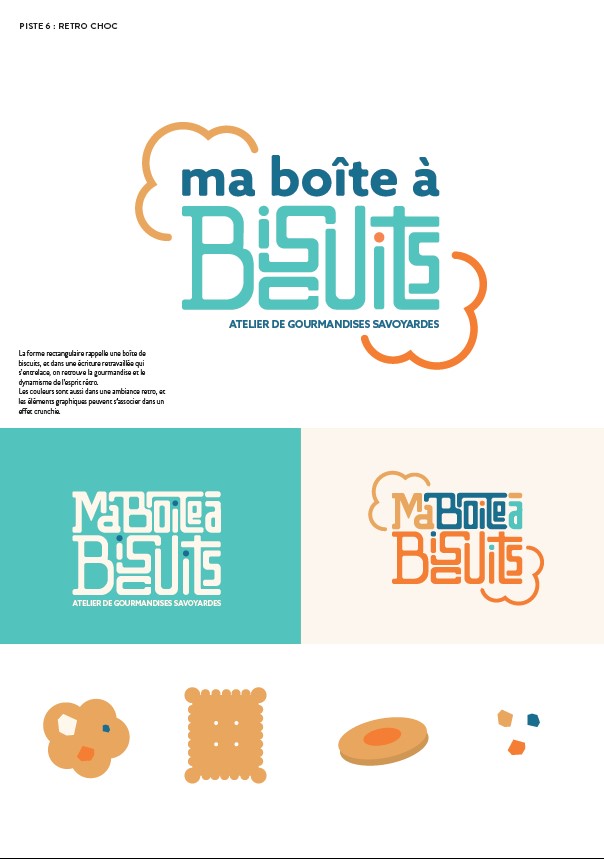 PISTE 6 : RETRO CHOC
ma boîte à
BiscUits
ATELIER DE GOURMANDISES SAVOYARDES
La forme rectangulaire rappelle une boîte de
biscuits, et dans une écriture retravaillée qui
s'entrelace, on retrouve la gourmandise et le
dynamisme de l'esprit rétro.
Les couleurs sont aussi dans une ambiance retro, et
les éléments graphiques peuvent s'associer dans un
effet crunchie.
MaBoiteà
BiscUits
ATELIER DE GOURMANDISES SAVOYARDES
MaBoiteà
BiscUits